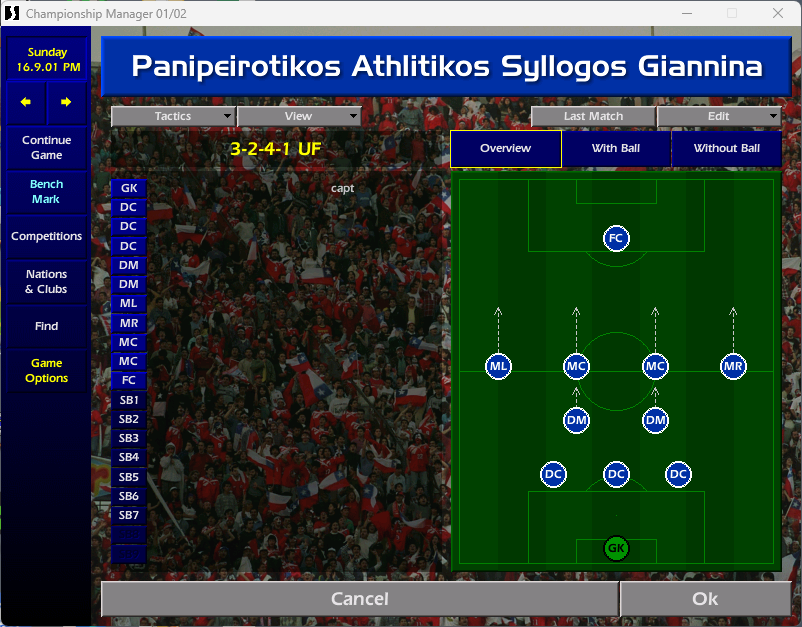 Championship Manager 01/02
Sunday
16.9.01 PM
Continue
Game
Bench
Mark
Competitions
Nations
& Clubs
Find
Game
Options
Panipeirotikos Athlitikos Syllogos Giannina
Tactics
View
Last Match
Edit
3-2-4-1 UF
Overview
With Ball
Without Ball
GK capt
DC
DC
DC
DM
DM
ML
MR
MC
MC
FC
SB1
SB2
SB3
SB4
SB5
SB6
SB7
FC
ML MC MC MR
DM DM
DC DC DC
GK
Cancel
Ok